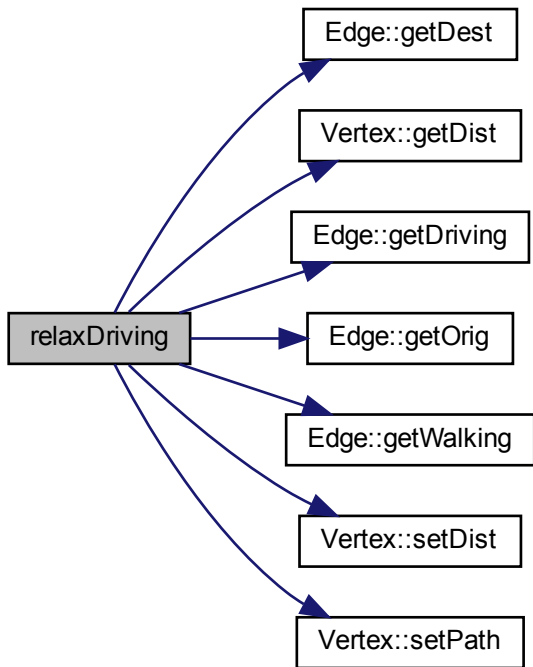 Edge::getDest
Vertex::getDist
Edge::getDriving
relaxDriving
Edge::getOrig
Edge::getWalking
Vertex::setDist
Vertex::setPath